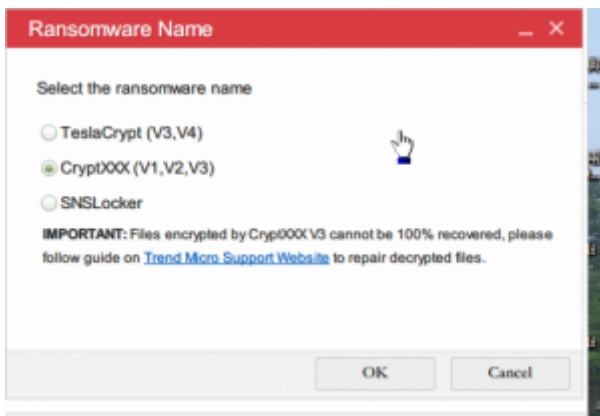 Ransomware Name
Select the ransomware name
TeslaCrypt (V3,V4)
CryptXXX (V1,V2,V3)
SNSLocker
IMPORTANT: Files encrypted by CryptXXX V3 cannot be 100% recovered, please
follow guide on Trend Micro Support Website to repair decrypted files.
OK
Cancel